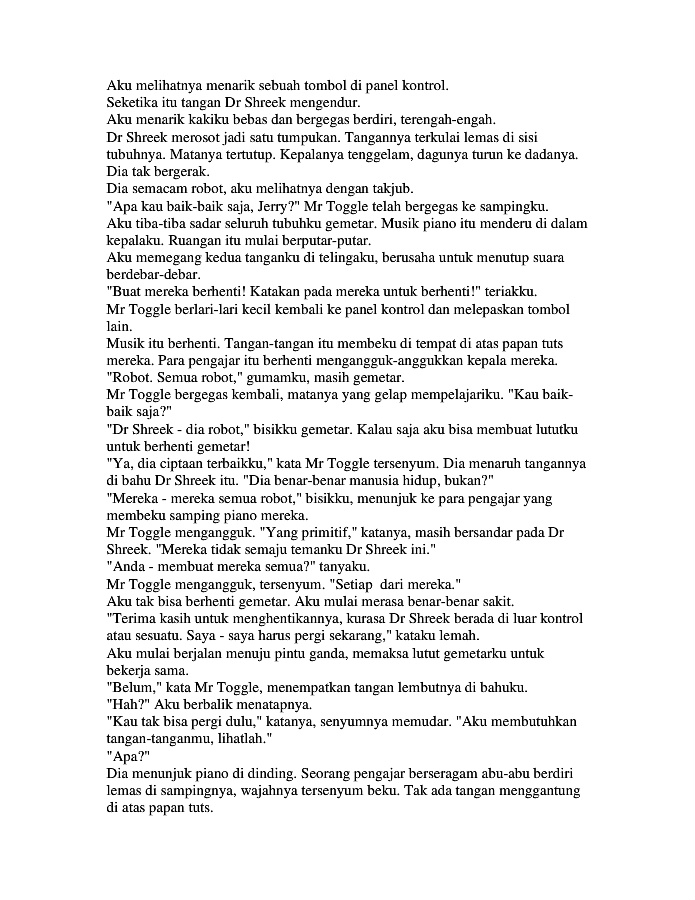 Aku melihatnya menarik sebuah tombol di panel kontrol.
Seketika itu tangan Dr Shreek mengendur.
Aku menarik kakiku bebas dan bergegas berdiri, terengah-engah.
Dr Shreek merosot jadi satu tumpukan. Tangannya terkulai lemas di sisi
tubuhnya. Matanya tertutup. Kepalanya tenggelam, dagunya turun ke dadanya.
Dia tak bergerak.
Dia semacam robot, aku melihatnya dengan takjub.
"Apa kau baik-baik saja, Jerry?" Mr Toggle telah bergegas ke sampingku.
Aku tiba-tiba sadar seluruh tubuhku gemetar. Musik piano itu menderu di dalam
kepalaku. Ruangan itu mulai berputar-putar.
Aku memegang kedua tanganku di telingaku, berusaha untuk menutup suara
berdebar-debar.
"Buat mereka berhenti! Katakan pada mereka untuk berhenti!" teriakku.
Mr Toggle berlari-lari kecil kembali ke panel kontrol dan melepaskan tombol
lain.
Musik itu berhenti. Tangan-tangan itu membeku di tempat di atas papan tuts
mereka. Para pengajar itu berhenti mengangguk-anggukkan kepala mereka.
"Robot. Semua robot," gumamku, masih gemetar.
Mr Toggle bergegas kembali, matanya yang gelap mempelajariku. "Kau baik-
baik saja?"
"Dr Shreek - dia robot," bisikku gemetar. Kalau saja aku bisa membuat lututku
untuk berhenti gemetar!
"Ya, dia ciptaan terbaikku," kata Mr Toggle tersenyum. Dia menaruh tangannya
di bahu Dr Shreek itu. "Dia benar-benar manusia hidup, bukan?"
"Mereka - mereka semua robot," bisikku, menunjuk ke para pengajar yang
membeku samping piano mereka.
Mr Toggle mengangguk. "Yang primitif," katanya, masih bersandar pada Dr
Shreek. "Mereka tidak semaju temanku Dr Shreek ini."
"Anda - membuat mereka semua?" tanyaku.
Mr Toggle mengangguk, tersenyum. "Setiap  dari mereka."
Aku tak bisa berhenti gemetar. Aku mulai merasa benar-benar sakit.
"Terima kasih untuk menghentikannya, kurasa Dr Shreek berada di luar kontrol
atau sesuatu. Saya - saya harus pergi sekarang," kataku lemah.
Aku mulai berjalan menuju pintu ganda, memaksa lutut gemetarku untuk
bekerja sama.
"Belum," kata Mr Toggle, menempatkan tangan lembutnya di bahuku.
"Hah?" Aku berbalik menatapnya.
"Kau tak bisa pergi dulu," katanya, senyumnya memudar. "Aku membutuhkan
tangan-tanganmu, lihatlah."
"Apa?"
Dia menunjuk piano di dinding. Seorang pengajar berseragam abu-abu berdiri
lemas di sampingnya, wajahnya tersenyum beku. Tak ada tangan menggantung
di atas papan tuts.